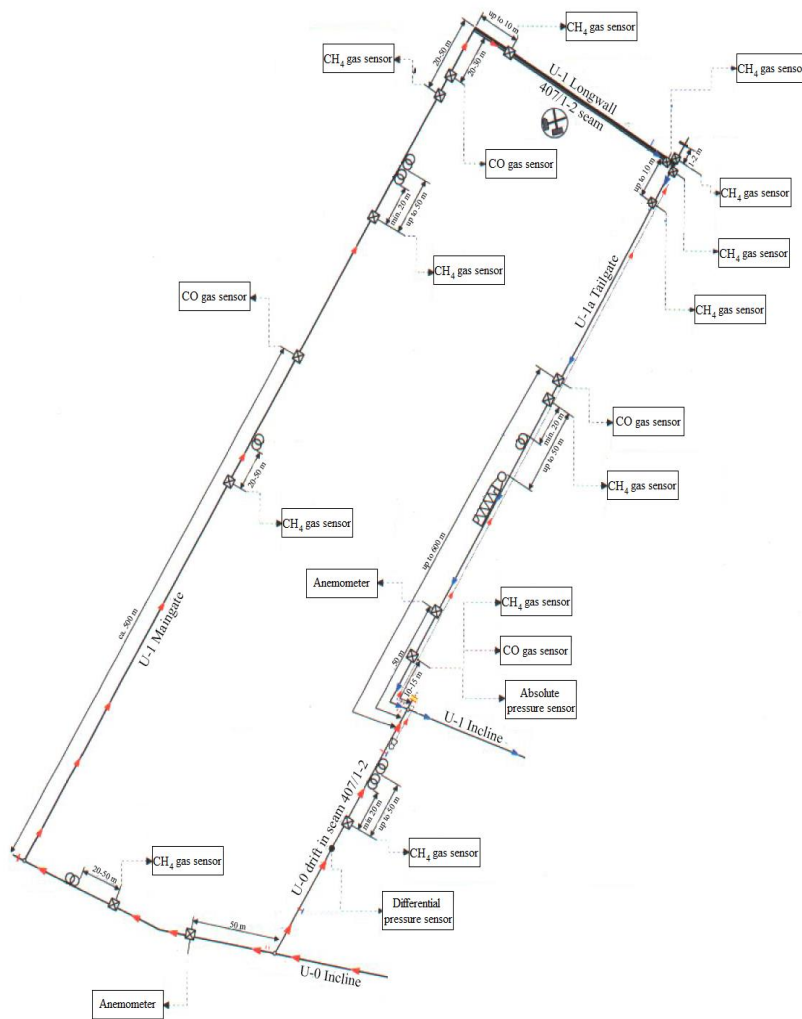 up to 10 m
CH4 gas sensor
20-50 m
20-30 m
CH4 gas sensor
U-1 Longwall
407/1-2 seam
CH4 gas sensor
CO gas sensor
1-2 m
up to 10 m
CH4 gas sensor
min. 20 m
up to 50 m
CH4 gas sensor
CH4 gas sensor
U-1a Tailgate
CO gas sensor
CH4 gas sensor
CO gas sensor
min. 20 m
up to 50 m
20-50 m
CH4 gas sensor
CH4 gas sensor
up to 600 m
Anemometer
CH4 gas sensor
ca. 500 m
U-1 Maingate
CO gas sensor
50 m
10-15 m
Absolute
pressure sensor
U-1 Incline
U-0 drift in seam 407/1-2
min 20 m
up to 50 m
CH4 gas sensor
CH4 gas sensor
20-50 m
Differential
pressure sensor
50 m
U-0 Incline
Anemometer